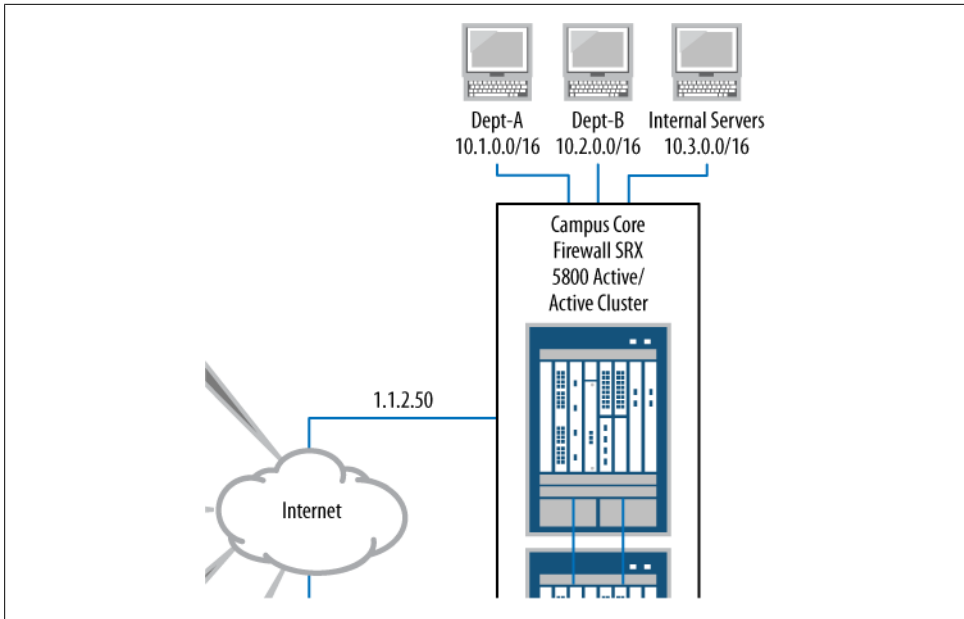 Dept-A
10.1.0.0/16
Dept-B
10.2.0.0/16
Internal Servers
10.3.0.0/16
Campus Core
Firewall SRX
5800 Active/
Active Cluster
1.1.2.50
Internet